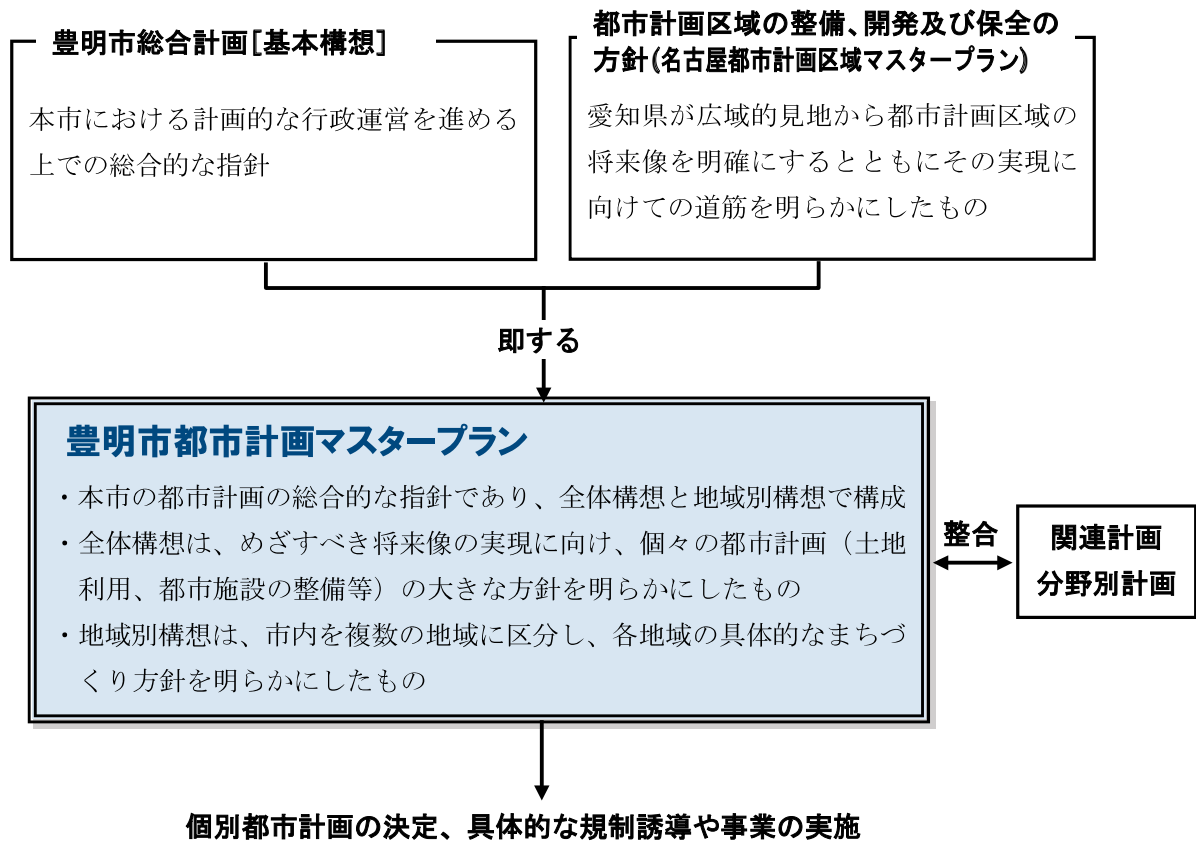 豊明市総合計画[基本構想]
本市における計画的な行政運営を進める
上での総合的な指針
都市計画区域の整備、開発及び保全の
方針(名古屋都市計画区域マスタープラン)
愛知県が広域的見地から都市計画区域の
将来像を明確にするとともにその実現に
向けての道筋を明らかにしたもの
即する
豊明市都市計画マスタープラン
・本市の都市計画の総合的な指針であり、全体構想と地域別構想で構成
・全体構想は、めざすべき将来像の実現に向け、個々の都市計画（土地
利用、都市施設の整備等）の大きな方針を明らかにしたもの
・地域別構想は、市内を複数の地域に区分し、各地域の具体的なまちづ
くり方針を明らかにしたもの
整合
関連計画
分野別計画
個別都市計画の決定、具体的な規制誘導や事業の実施